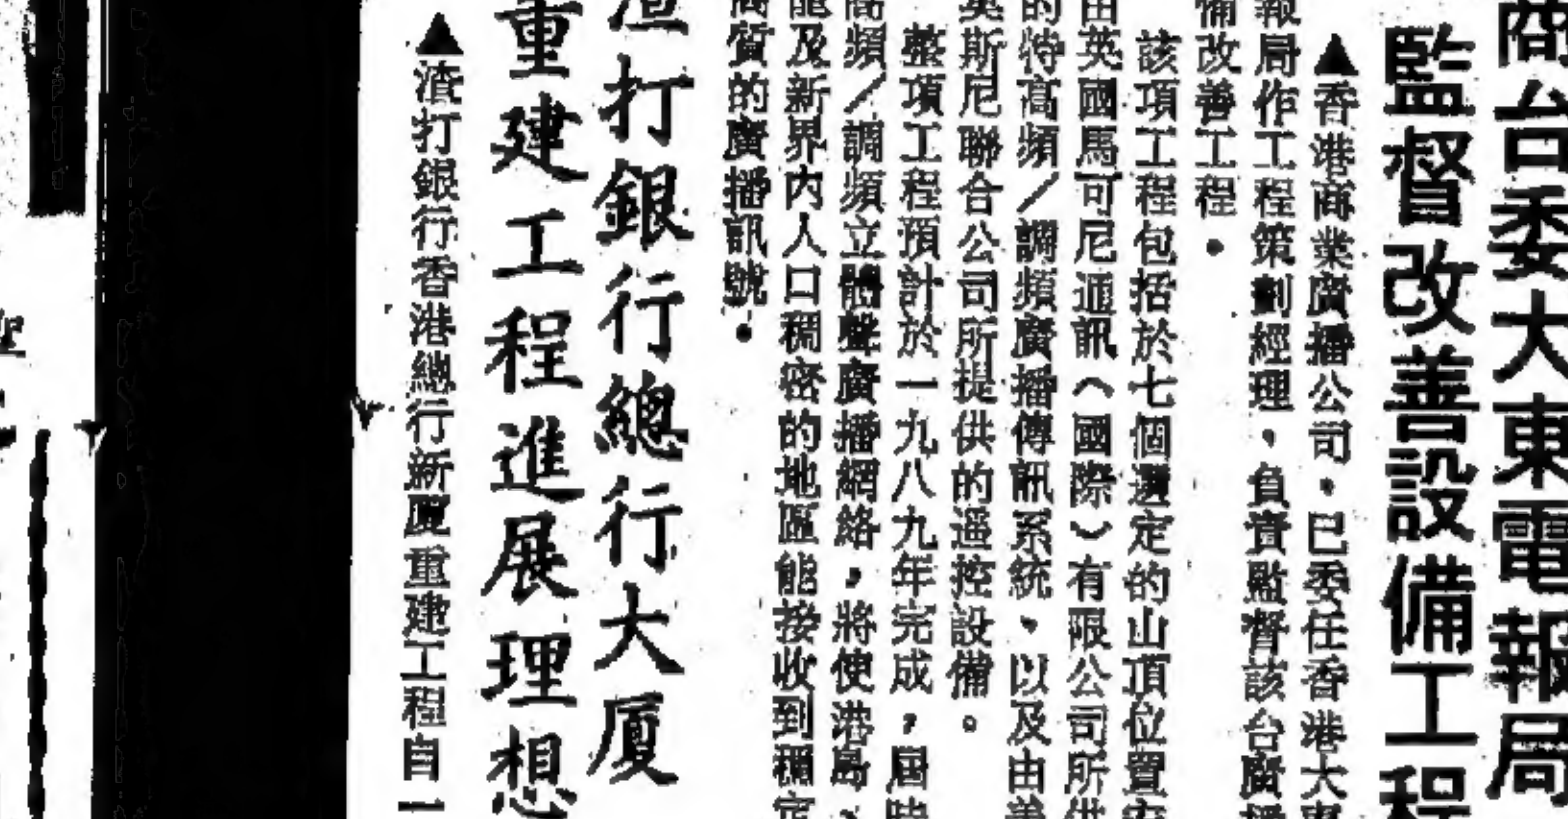 商台委大東電報局
監督改善設備工程
▲香港商業廣播公司，已委任香港大東
報局作工程策劃經理，負責監督該台廣播
備改善工程。
該項工程包括於七個選定的山頂位置安
由英國馬可尼通訊（國際）有限公司所供
的特高頻／調頻廣播傳訊系統，以及由美
英斯尼聯合公司所提供的遥控設備。
整項工程預計於一九八九年完成，屆時
高頻／調頻立體聲廣播網絡，將使港島、
龍及新界內人口稠密的地區能接收到穩定
高質的廣播訊號。
渣打銀行總行大廈
重建工程進展理想
▲渣打銀行香港總行新廈重建工程自一